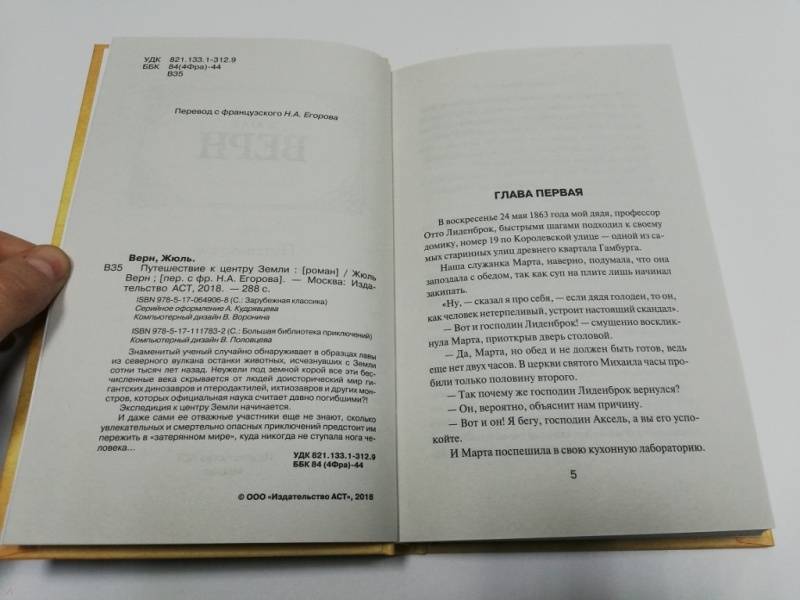 УДК 821.133.1-312.9
ББК 84(4Фра)-44
В35
Перевод с французского Н.А. Егорова
Верн, Жюль.
В35 Путешествие к центру Земли : [роман] / Жюль
Верн ; [пер. с фр. Н.А. Егорова]. — Москва: Изда-
тельство АСТ, 2018. — 288 с.
ISBN 978-5-17-064906-8 (С.: Зарубежная классика)
Серийное оформление А. Кудрявцева
Компьютерный дизайн В. Воронина
ISBN 978-5-17-111783-2 (С.: Большая библиотека приключений)
Компьютерный дизайн В. Половцева
Знаменитый ученый случайно обнаруживает в образцах лавы
из северного вулкана останки животных, исчезнувших с Земли
сотни тысяч лет назад. Неужели под земной корой все эти бес-
численные века скрывается от людей доисторический мир ги-
гантских динозавров и птеродактилей, ихтиозавров и других мон-
стров, которых официальная наука считает давно погибшими?!
Экспедиция к центру Земли начинается.
И даже сами ее отважные участники еще не знают, сколько
увлекательных и смертельно опасных приключений предстоит им
пережить в "затерянном мире", куда никогда не ступала нога че-
ловека...
УДК 821.133.1-312.9
ББК 84 (4Фра)-44
© ООО «Издательство АСТ», 2018
ВЕРН
ГЛАВА ПЕРВАЯ
В воскресенье 24 мая 1863 года мой дядя, профессор
Отто Лиденброк, быстрыми шагами подходил к своему
домику, номер 19 по Королевской улице — одной из са-
мых старинных улиц древнего квартала Гамбурга.
Наша служанка Марта, наверно, подумала, что она
запоздала с обедом, так как суп на плите лишь начинал
закипать.
«Ну, — сказал я про себя, — если дядя голоден, то он,
как человек нетерпеливый, устроит настоящий скандал».
— Вот и господин Лиденброк! — смущенно восклик-
нула Марта, приоткрыв дверь столовой.
— Да, Марта, но обед и не должен быть готов, ведь
еще нет двух часов. В церкви святого Михаила часы про-
били только половину второго.
— Так почему же господин Лиденброк вернулся?
— Он, вероятно, объяснит нам причину.
— Вот и он! Я бегу, господин Аксель, а вы его успо-
койте.
И Марта поспешила в свою кухонную лабораторию.
5